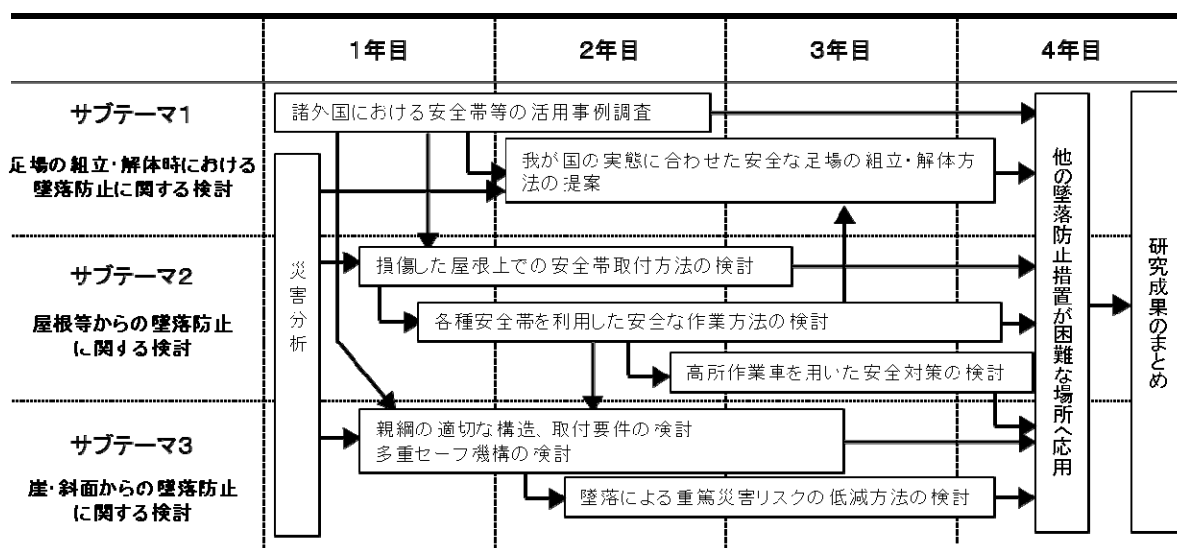 1年目
2年目
3年目
4年目
サブテーマ1
足場の組立・解体時における
墜落防止に関する検討
諸外国における安全帯等の活用事例調査
我が国の実態に合わせた安全な足場の組立・解体方
法の提案
サブテーマ2
屋根等からの墜落防止
に関する検討
災害分析
損傷した屋根上での安全帯取付方法の検討
各種安全帯を利用した安全な作業方法の検討
高所作業車を用いた安全対策の検討
サブテーマ3
崖・斜面からの墜落防止
に関する検討
親綱の適切な構造、取付要件の検討
多重セーフ機構の検討
墜落による重篤災害リスクの低減方法の検討
他の墜落防止措置が困難な場所へ応用
研究成果のまとめ